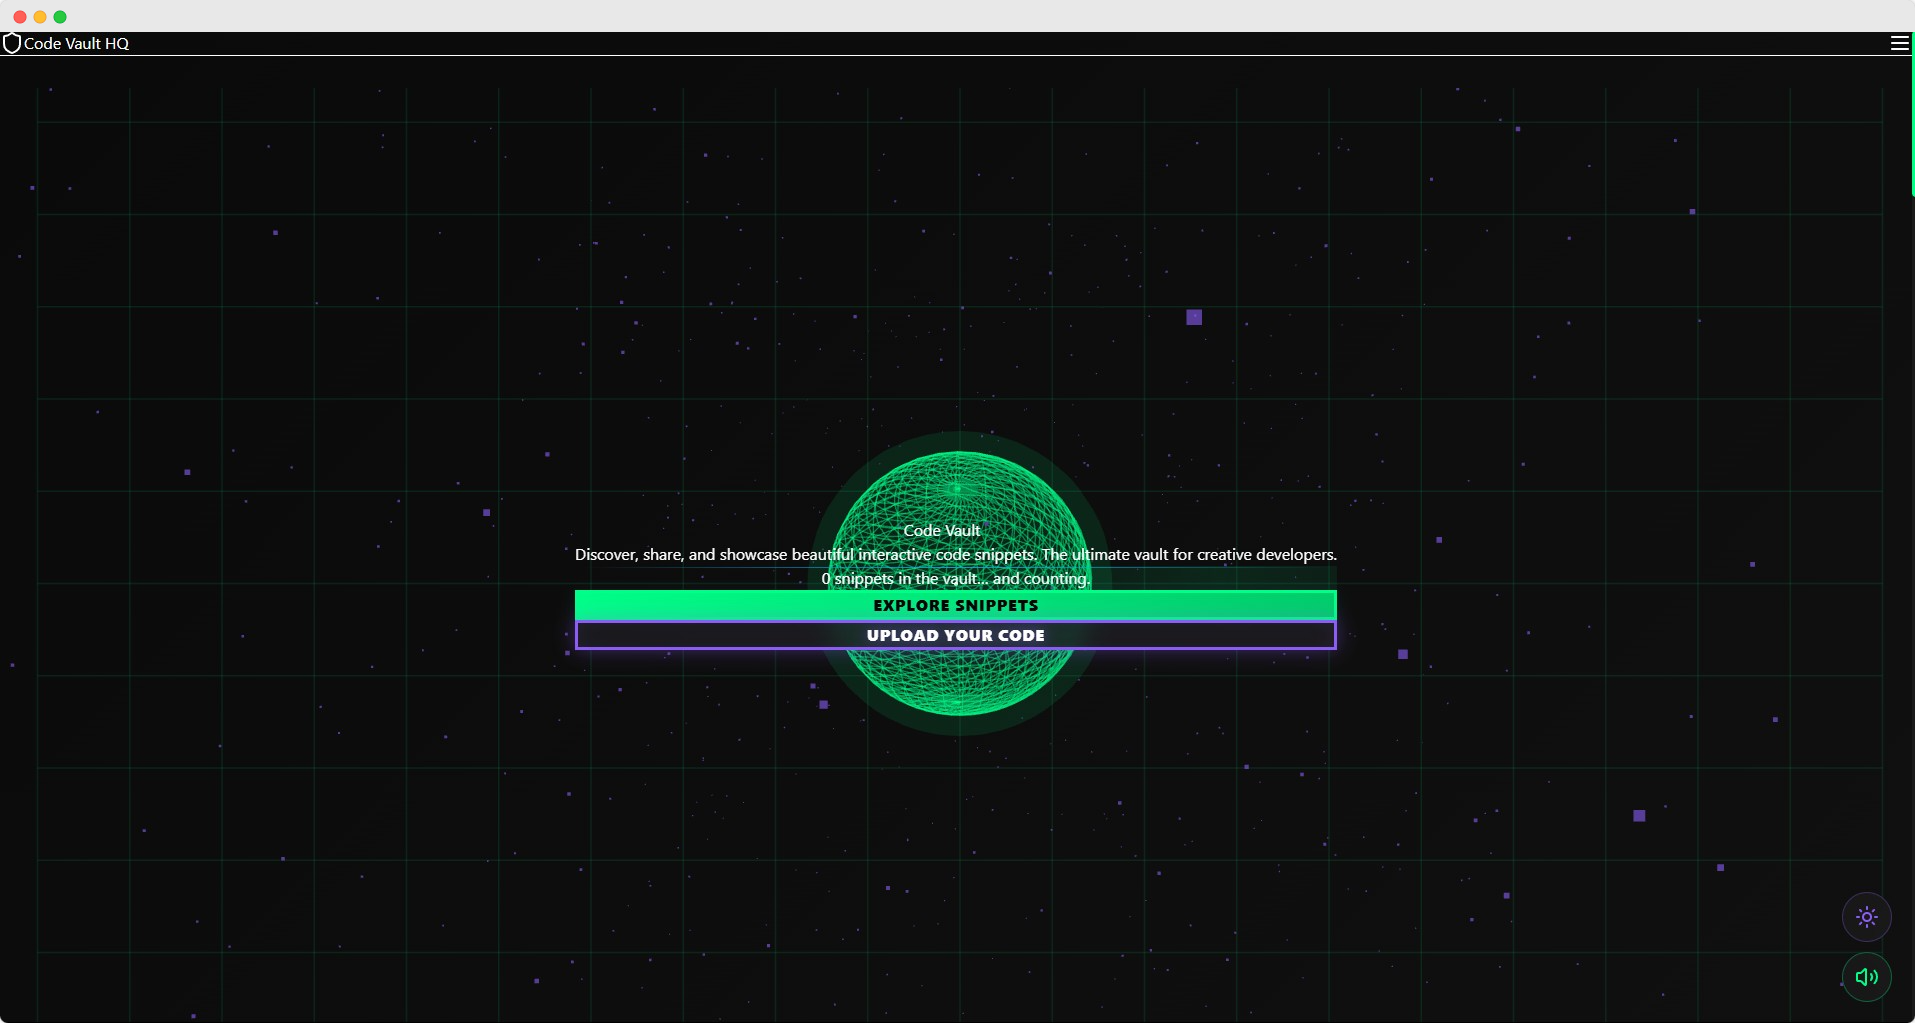 Code Vault HQ
Code Vault
Discover, share, and showcase beautiful interactive code snippets. The ultimate vault for creative developers.
0 snippets in the vault... and counting.
EXPLORE SNIPPETS
UPLOAD YOUR CODE